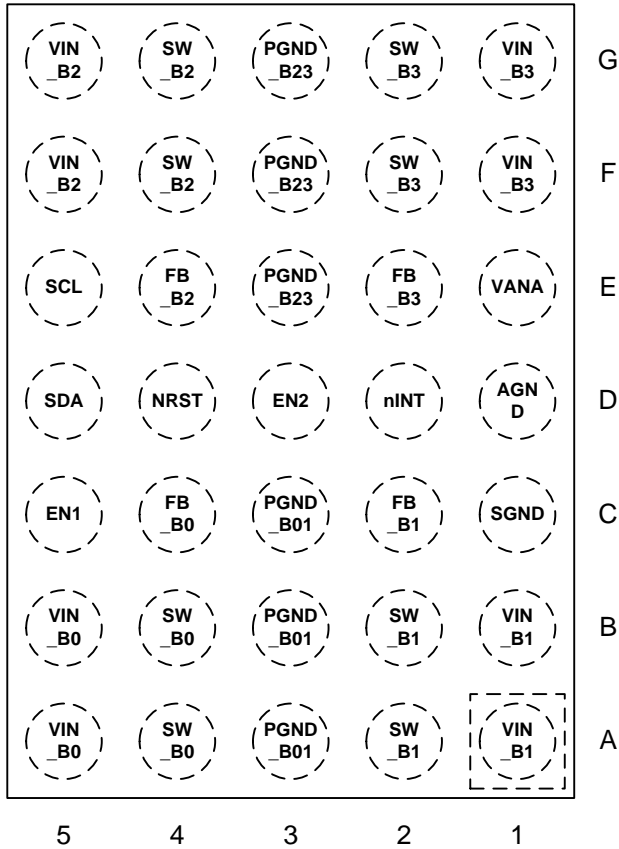 VIN SW PGND SW VIN
_B2 _B2 _B23 _B3 _B3 G
VIN SW PGND SW VIN
_B2 _B2 _B23 _B3 _B3 F
SCL FB PGND FB VANA E
_B2 _B23 _B3
SDA NRST EN2 nINT AGN D
D
EN1 FB PGND FB SGND C
_B0 _B01 _B1
VIN SW PGND SW VIN
_B0 _B0 _B01 _B1 _B1 B
VIN SW PGND SW VIN
_B0 _B0 _B01 _B1 _B1 A
5 4 3 2 1